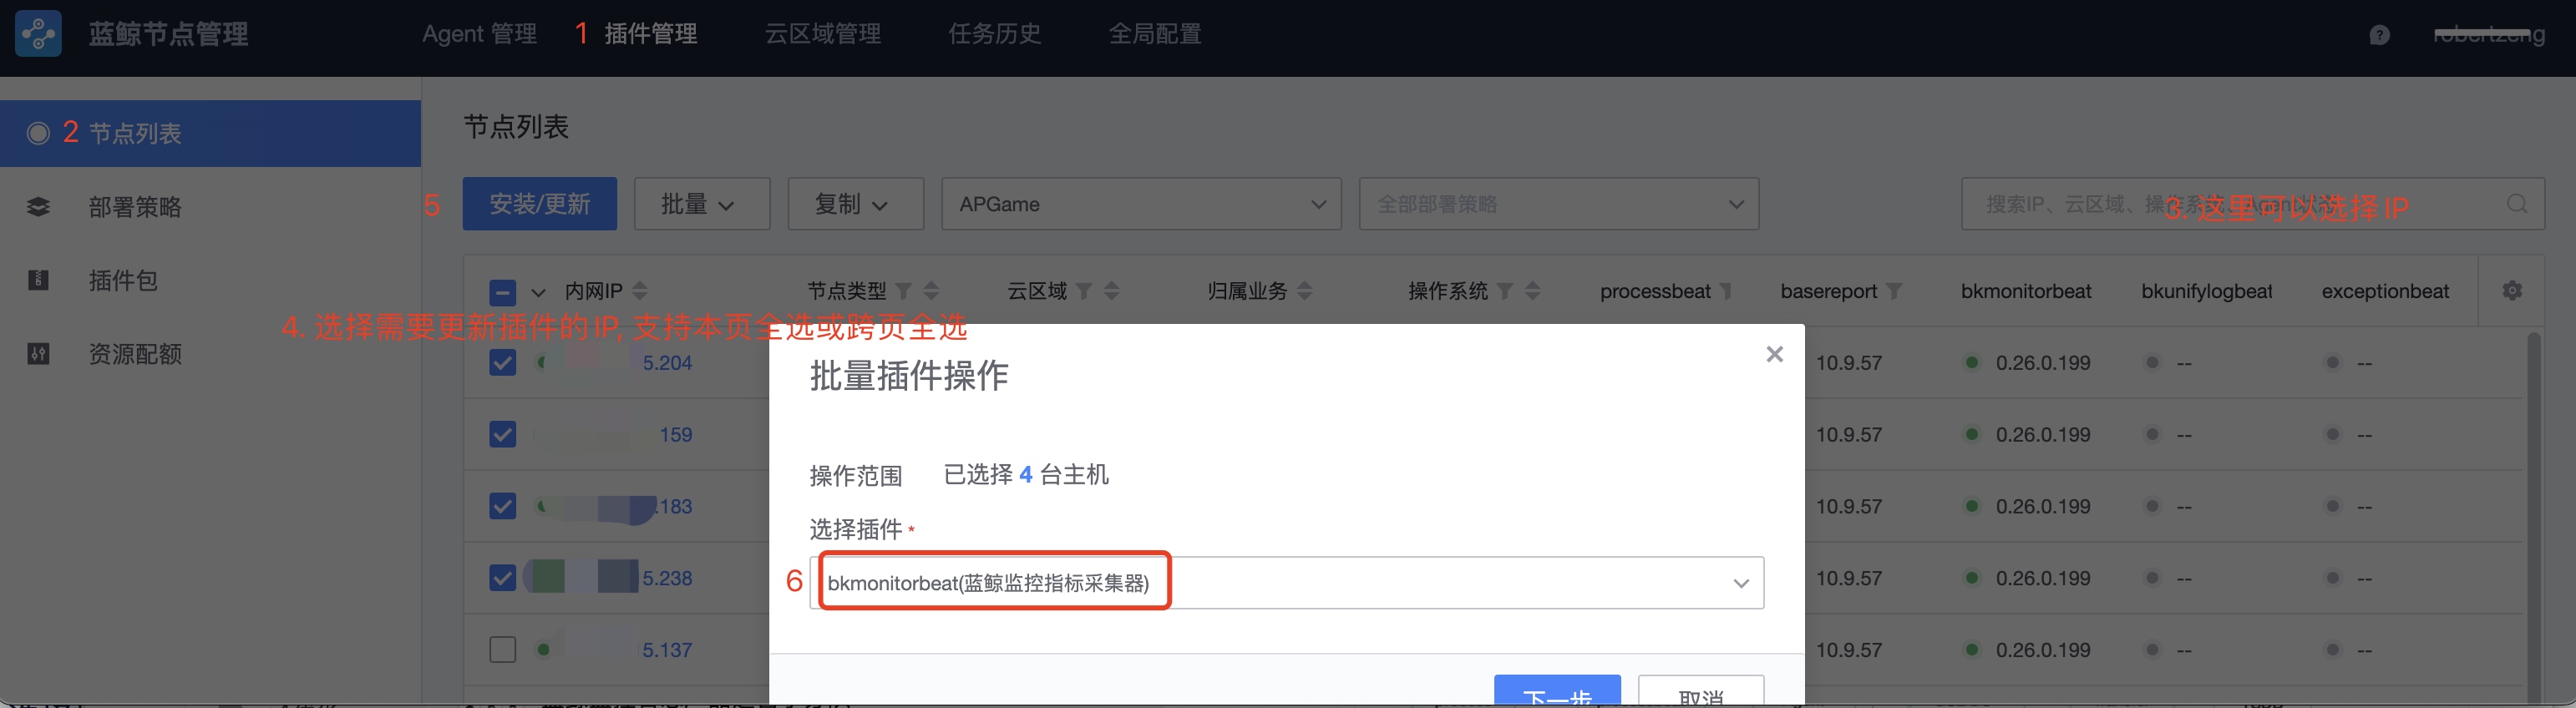 蓝鲸节点管理 Agent 管理 1 插件管理 云区域管理 任务历史 全局配置 ?
2 节点列表
部署策略
插件包
资源配额
节点列表
5 安装/更新 批量 复制 APGame 全部部署策略 搜索IP、云区域、操作系统、Agent
3. 这里可以选择 IP
内网IP 节点类型 云区域 归属业务 操作系统 processbeat basereport bkmonitorbeat bkunifylogbeat exceptionbeat
4. 选择需要更新插件的 IP, 支持本页全选或跨页全选
5.204 10.9.57 0.26.0.199 -- --
159 10.9.57 0.26.0.199 -- --
.183 10.9.57 0.26.0.199 -- --
5.238 10.9.57 0.26.0.199 -- --
5.137 10.9.57 0.26.0.199 -- --
批量插件操作
操作范围 已选择 4 台主机
选择插件 *
6 bkmonitorbeat(蓝鲸监控指标采集器)
下一步 取消